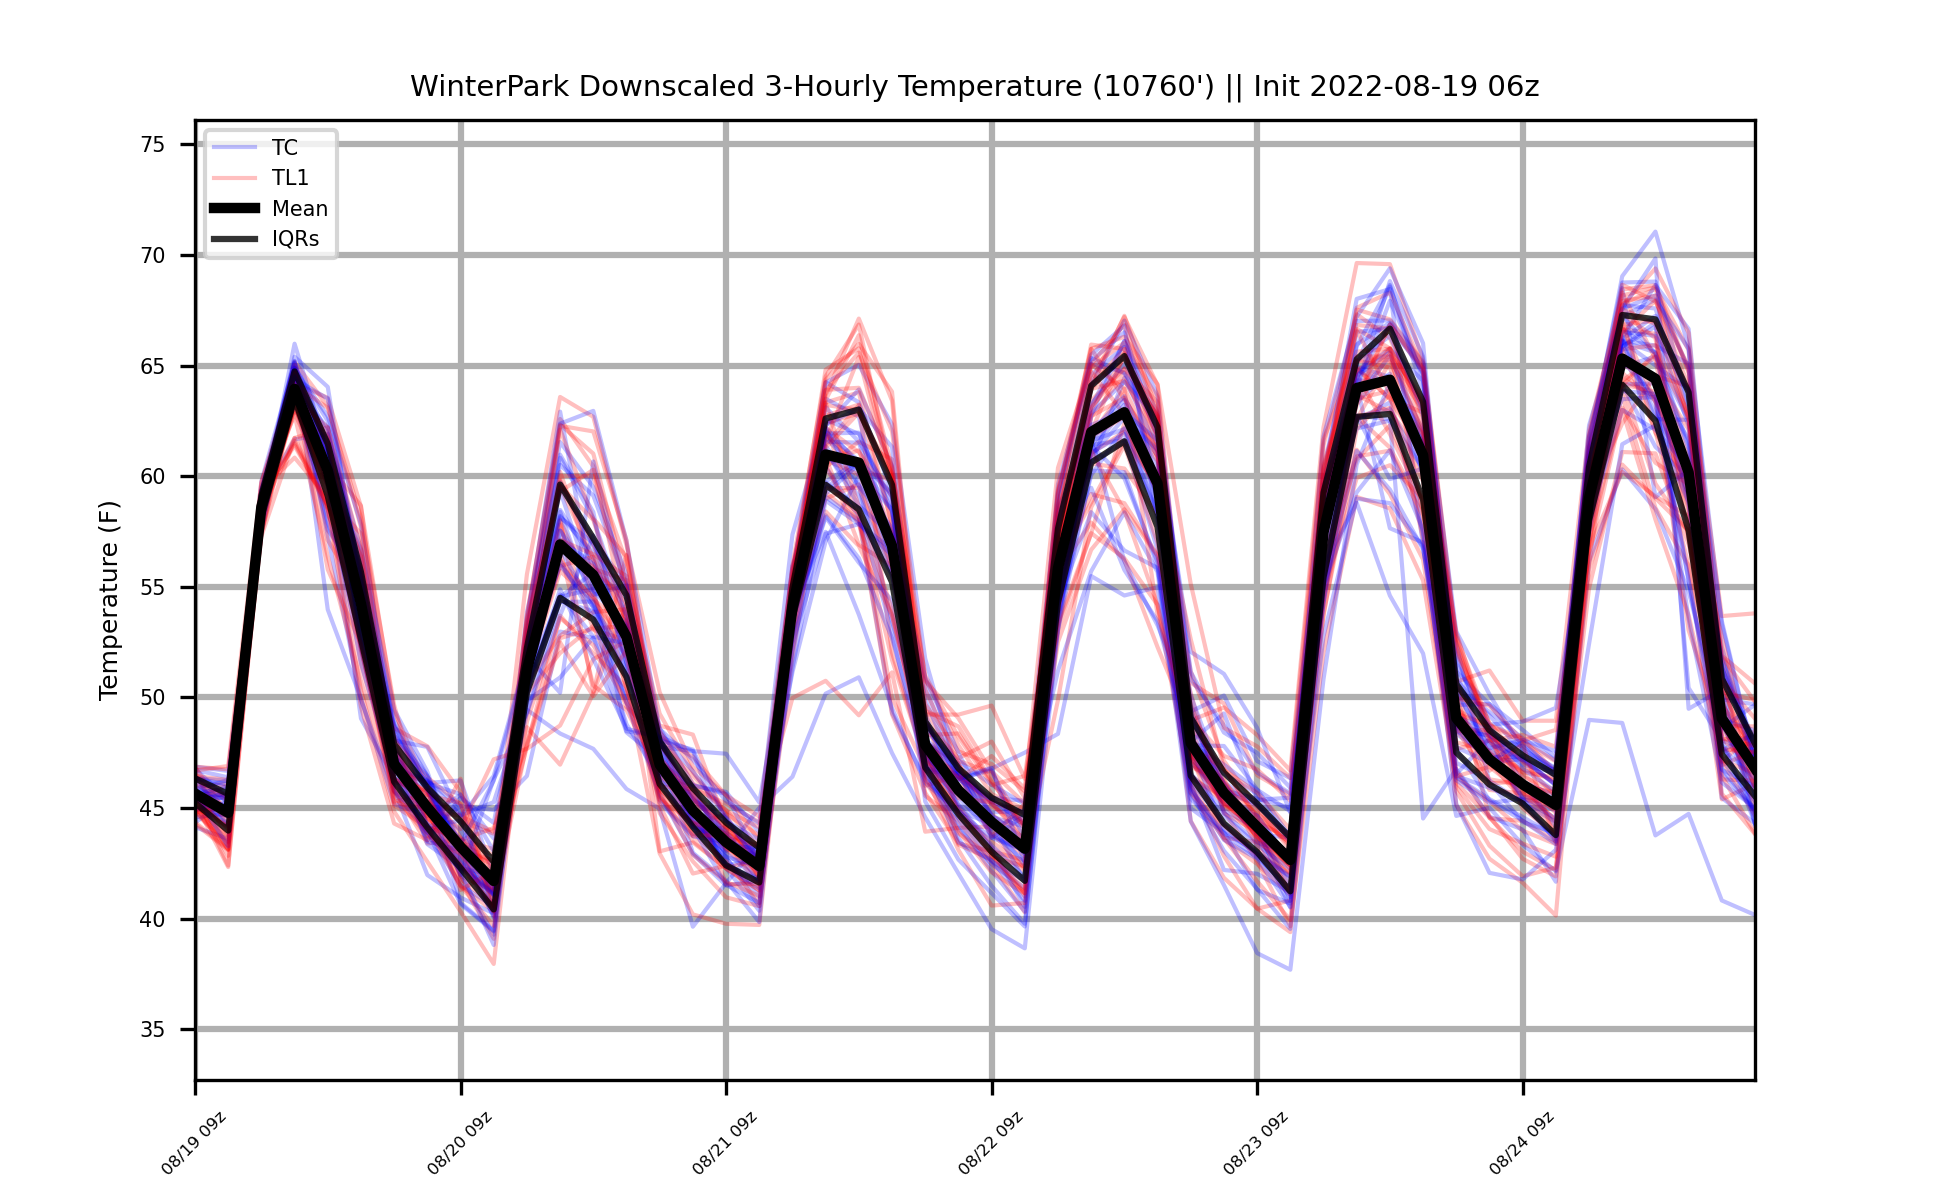 WinterPark Downscaled 3-Hourly Temperature (10760') || Init 2022-08-19 06z
TC
TL1
Mean
IQRs
Temperature (F)
75
70
65
60
55
50
45
40
35
08/19 09z
08/20 09z
08/21 09z
08/22 09z
08/23 09z
08/24 09z